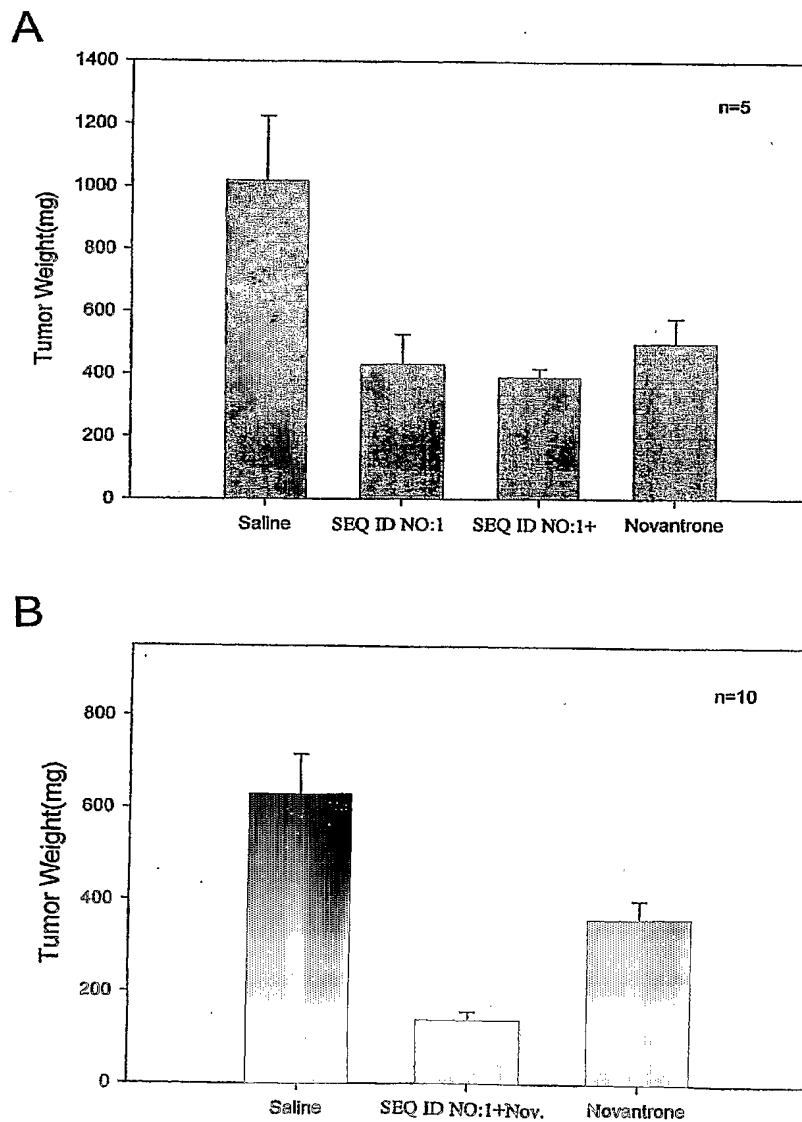 A
1400
n=5
1200
1000
800
600
400
200
0
Tumor Weight(mg)
Saline SEQ ID NO:1 SEQ ID NO:1+ Novantrone
B
n=10
800
600
400
200
0
Tumor Weight(mg)
Saline SEQ ID NO:1+Nov. Novantrone